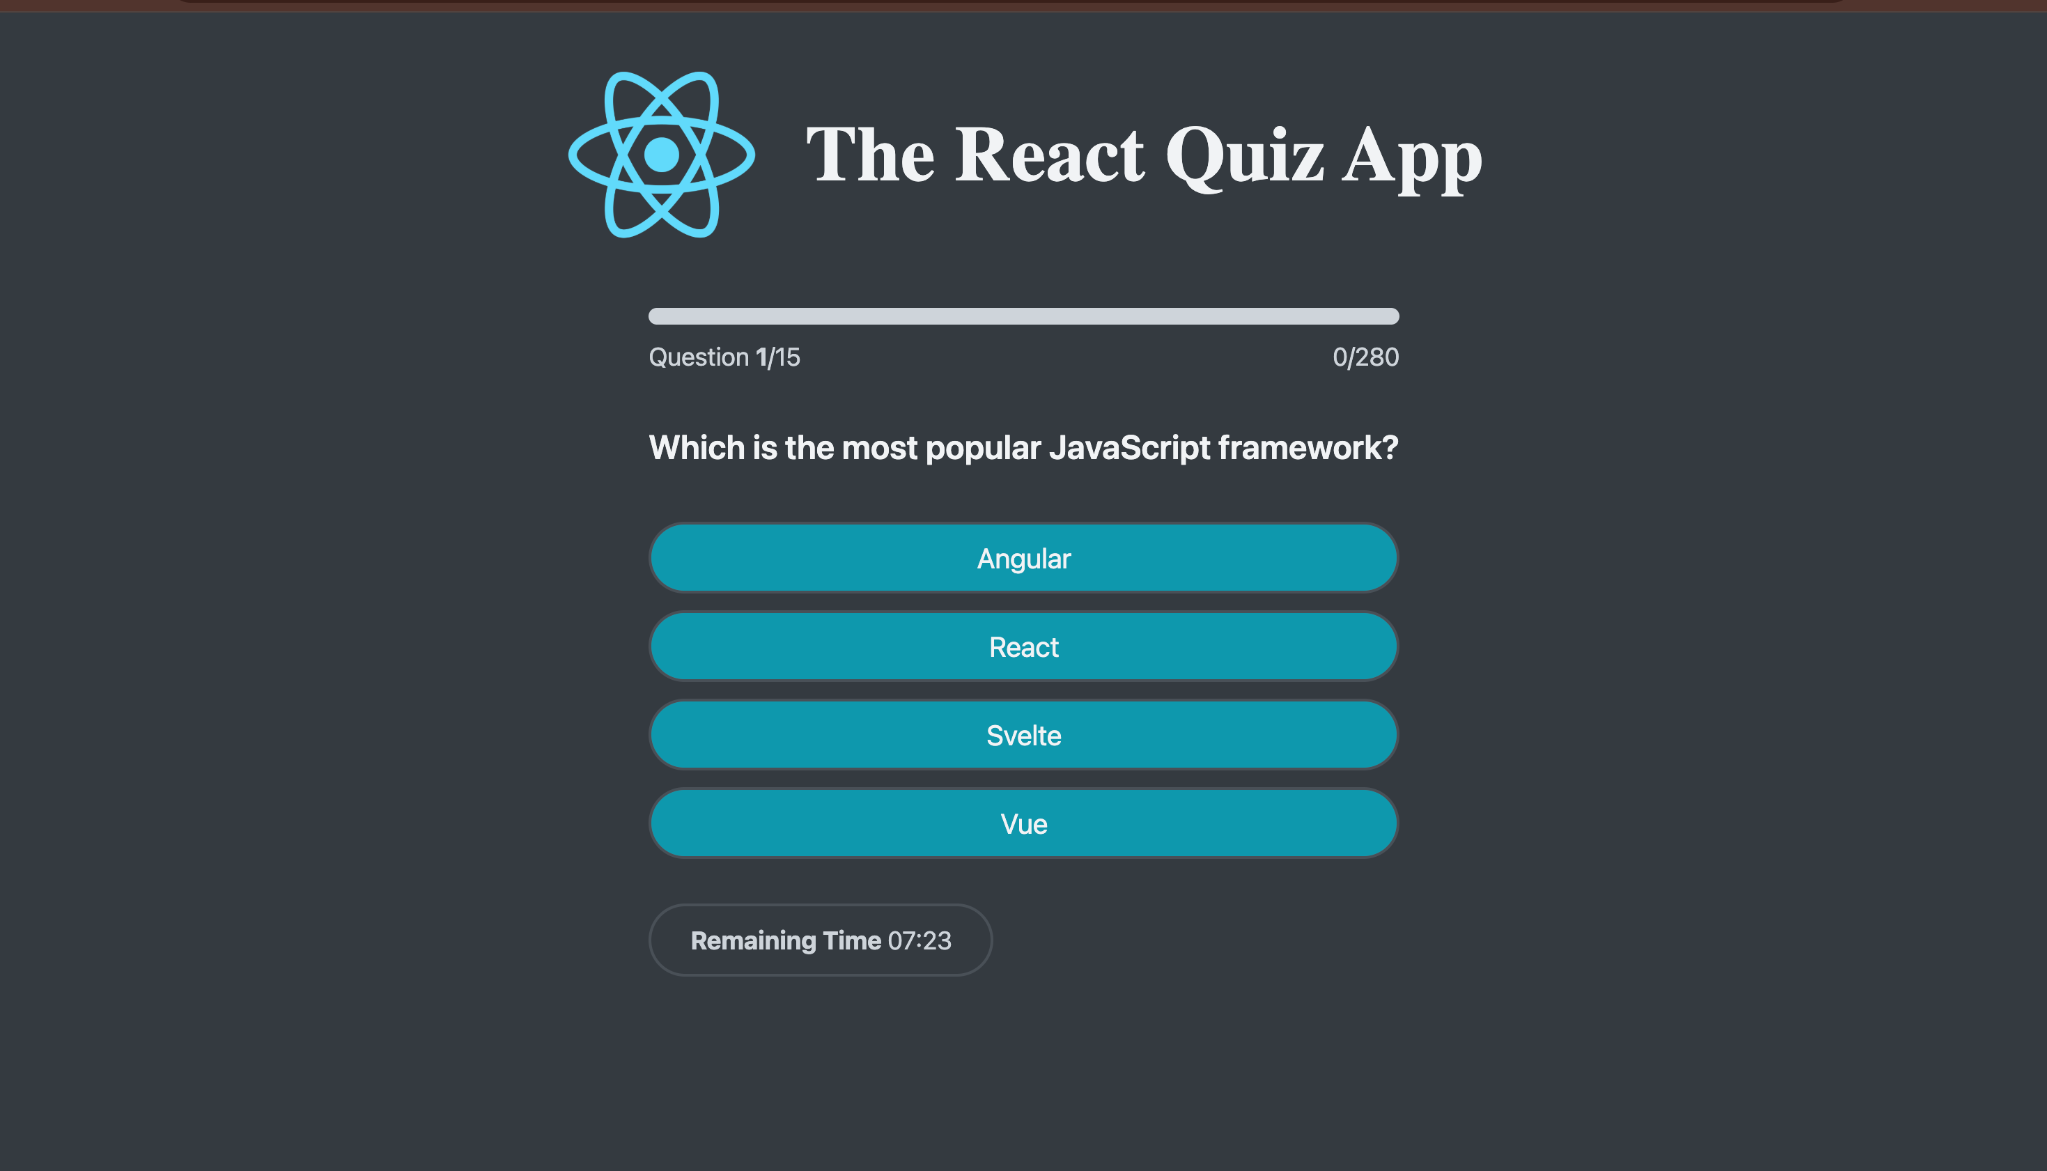 The React Quiz App
Question 1/15
0/280
Which is the most popular JavaScript framework?
Angular
React
Svelte
Vue
Remaining Time 07:23